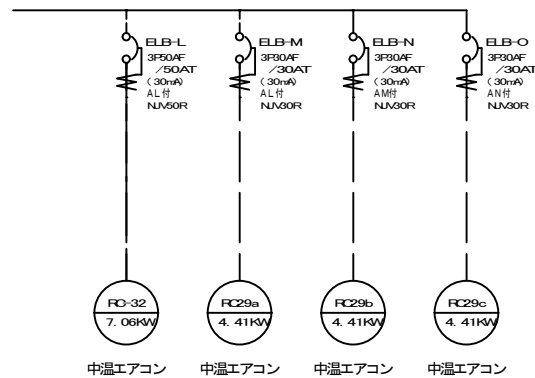 ELB-L
3P50AF
/50AT
(30mA)
AL付
NJV50R
ELB-M
3P30AF
/30AT
(30mA)
AL付
NJV30R
ELB-N
3P30AF
/30AT
(30mA)
AM付
NJV30R
ELB-O
3P30AF
/30AT
(30mA)
AN付
NJV30R
RC-32
7.06KW
中温エアコン
RC29a
4.41KW
中温エアコン
RC29b
4.41KW
中温エアコン
RC29c
4.41KW
中温エアコン